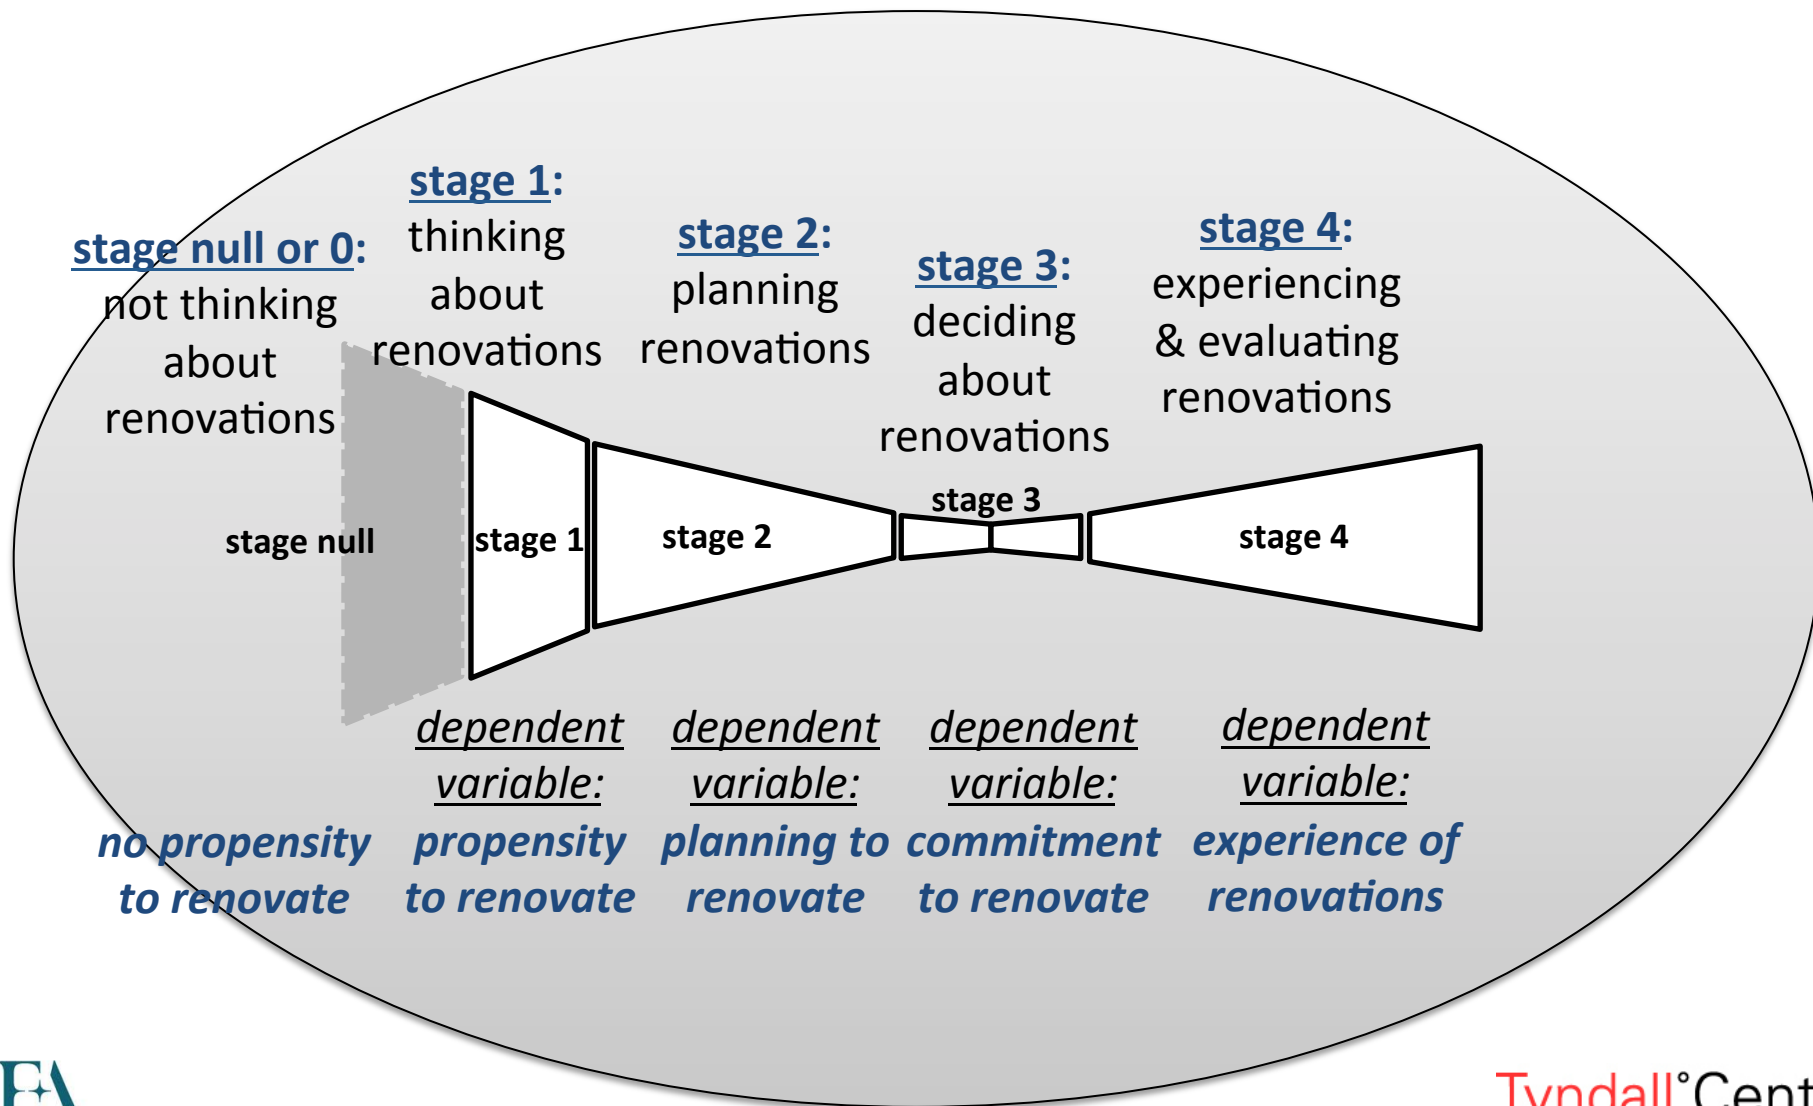 stage null or 0:
not thinking
about
renovations
stage 1:
thinking
about
renovations
stage 2:
planning
renovations
stage 3:
deciding
about
renovations
stage 4:
experiencing
& evaluating
renovations
stage null
stage 1
stage 2
stage 3
stage 4
no propensity
to renovate
dependent
variable:
propensity
to renovate
dependent
variable:
planning to
renovate
dependent
variable:
commitment
to renovate
dependent
variable:
experience of
renovations
Tyndall°Cent